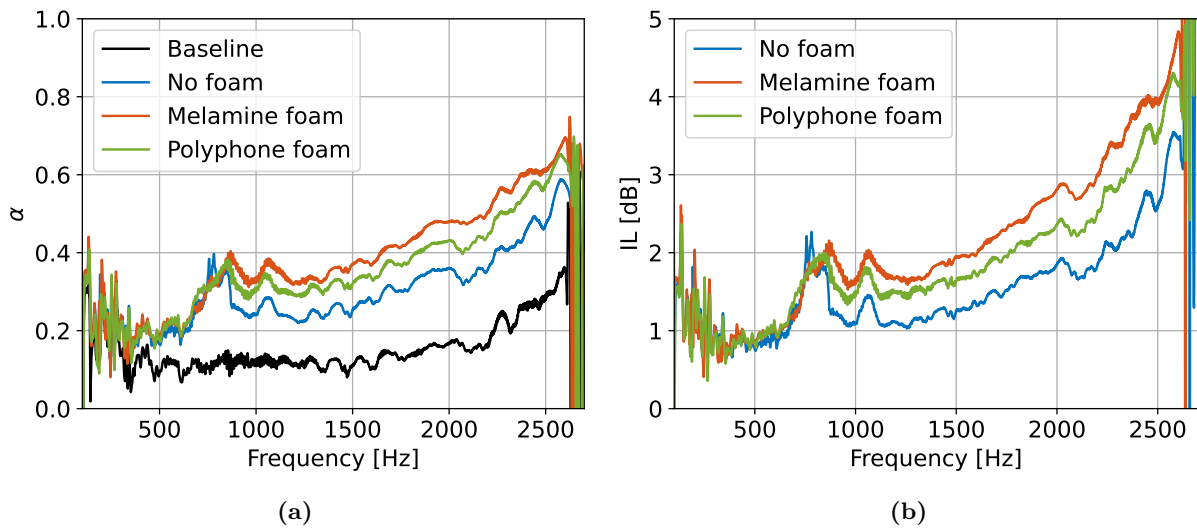 1.0
0.8
0.6
0.4
0.2
0.0
α
Baseline
No foam
Melamine foam
Polyphone foam
500 1000 1500 2000 2500
Frequency [Hz]
(a)
5
4
3
2
1
0
IL [dB]
No foam
Melamine foam
Polyphone foam
500 1000 1500 2000 2500
Frequency [Hz]
(b)